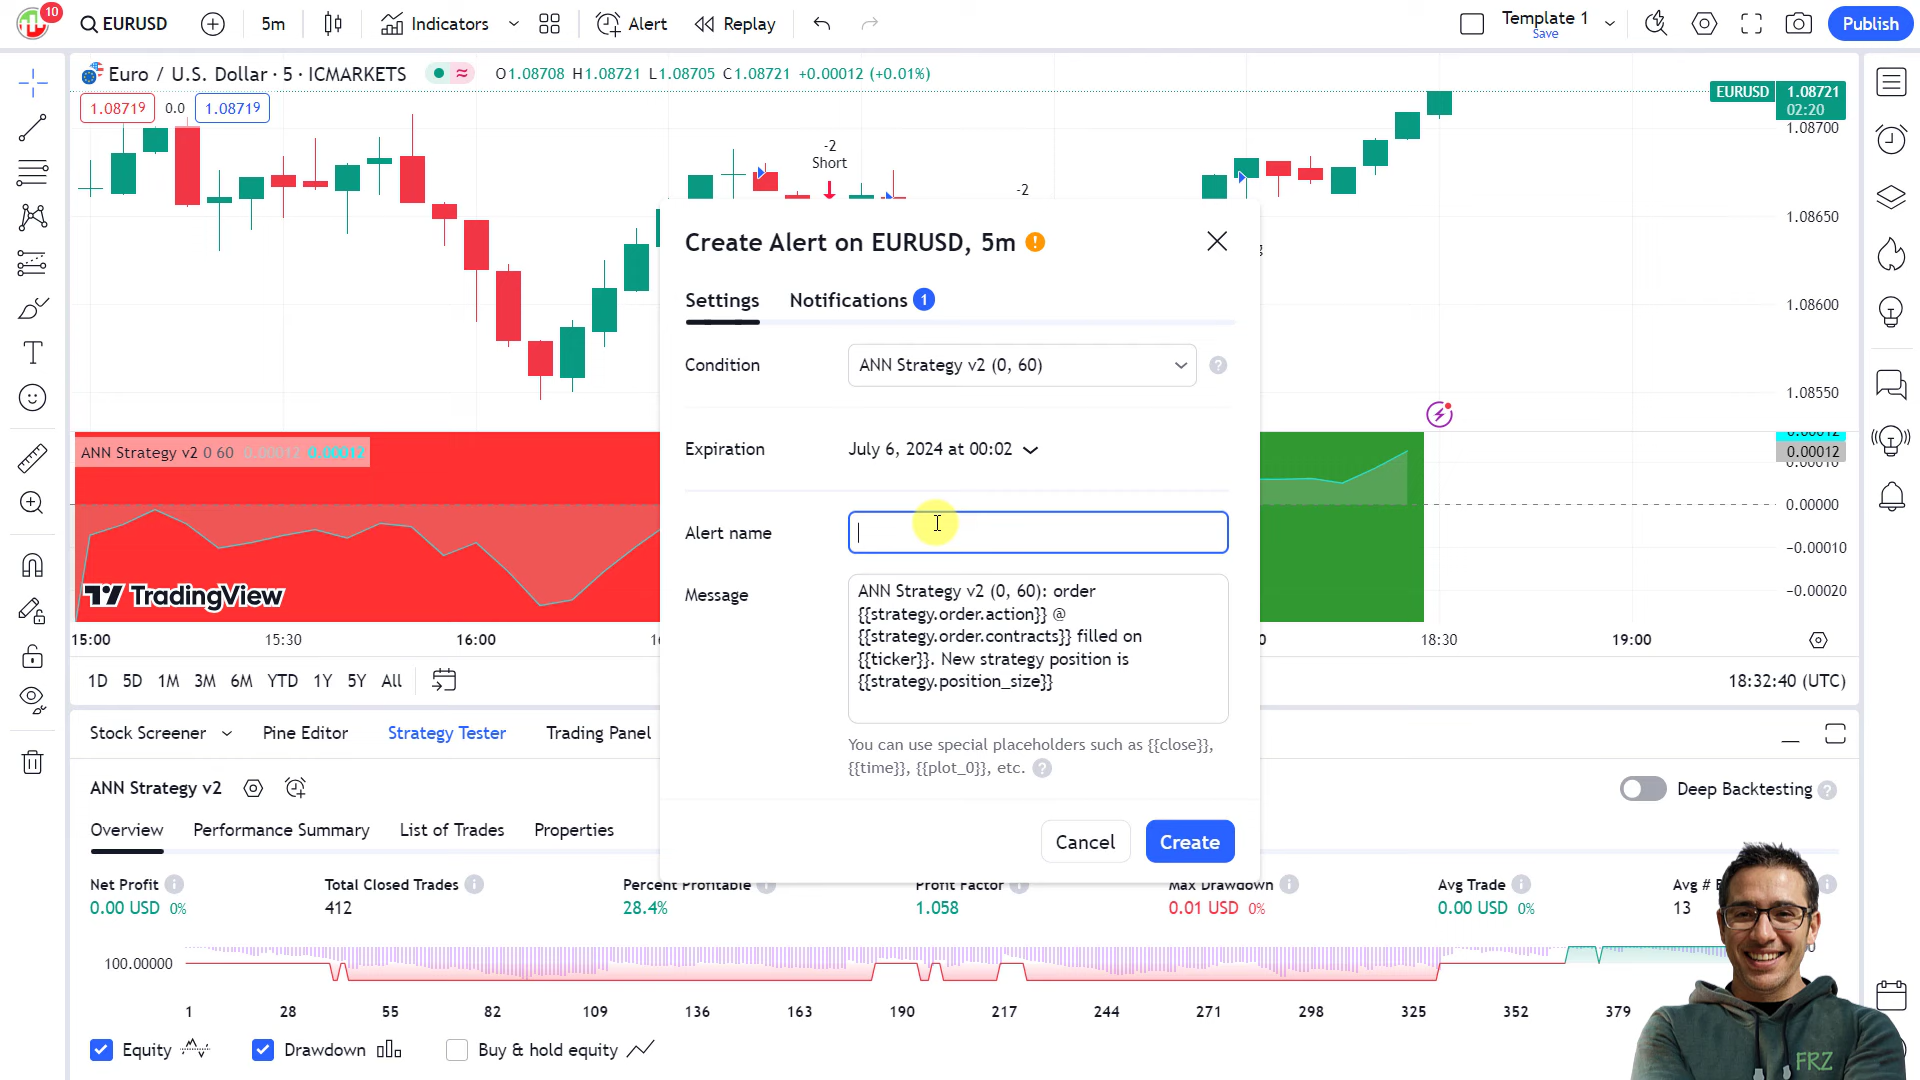 10
EURUSD
5m
Indicators
Alert
Replay
Template 1
Save
Publish
Euro / U.S. Dollar · 5 · ICMARKETS
O1.08708 H1.08721 L1.08705 C1.08721 +0.00012 (+0.01%)
1.08719
0.0
1.08719
EURUSD
1.08721
02:20
1.08700
1.08650
1.08600
1.08550
-2
Short
-2
Create Alert on EURUSD, 5m
Settings
Notifications 1
Condition
ANN Strategy v2 (0, 60)
Expiration
July 6, 2024 at 00:02
Alert name
Message
ANN Strategy v2 (0, 60): order
{{strategy.order.action}} @
{{strategy.order.contracts}} filled on
{{ticker}}. New strategy position is
{{strategy.position_size}}
You can use special placeholders such as {{close}},
{{time}}, {{plot_0}}, etc.
Cancel
Create
ANN Strategy v2 0 60 0.00012 0.00012
0.00012
0.00000
−0.00010
−0.00020
TradingView
15:00
15:30
16:00
18:30
19:00
1D 5D 1M 3M 6M YTD 1Y 5Y All
18:32:40 (UTC)
Stock Screener
Pine Editor
Strategy Tester
Trading Panel
ANN Strategy v2
Deep Backtesting
Overview
Performance Summary
List of Trades
Properties
Net Profit
Total Closed Trades
Percent Profitable
Profit Factor
Max Drawdown
Avg Trade
Avg #
0.00 USD 0%
412
28.4%
1.058
0.01 USD 0%
0.00 USD 0%
13
100.00000
1 28 55 82 109 136 163 190 217 244 271 298 325 352 379
Equity
Drawdown
Buy & hold equity
FRZ